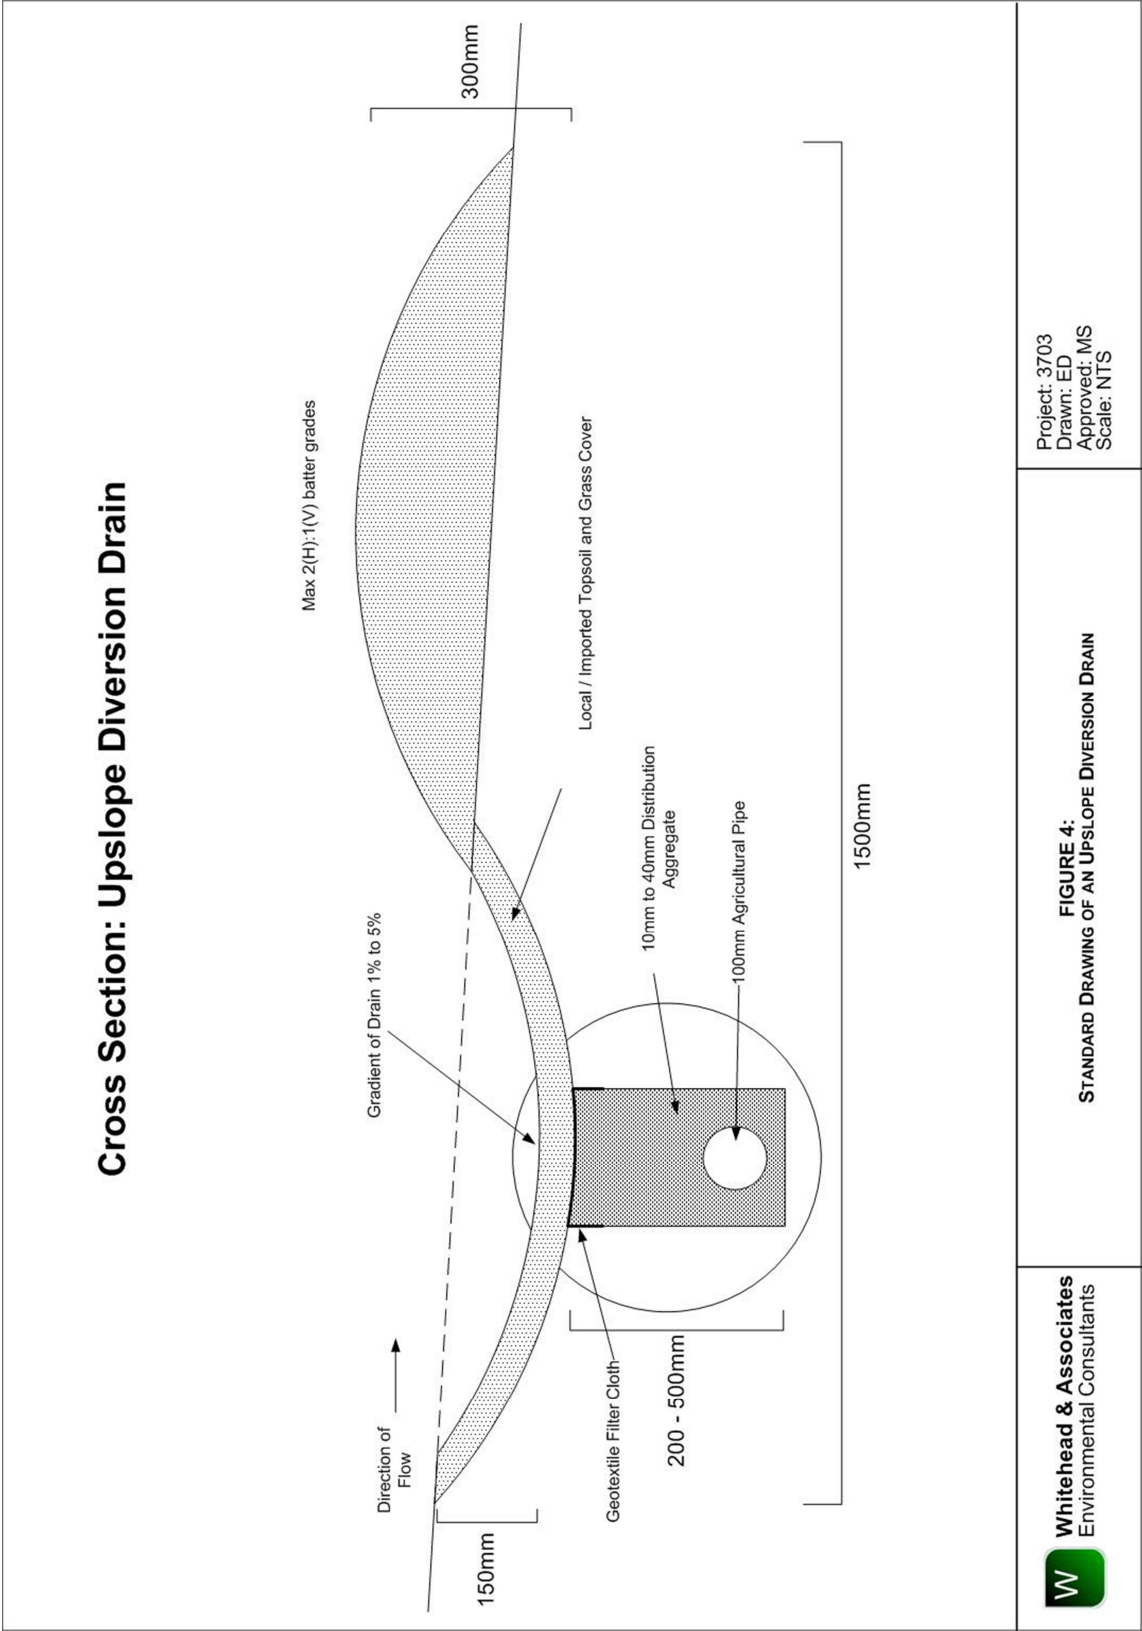 Cross Section: Upslope Diversion Drain
Max 2(H):1(V) batter grades
300mm
Gradient of Drain 1% to 5%
Direction of
Flow
150mm
Local / Imported Topsoil and Grass Cover
10mm to 40mm Distribution
Aggregate
100mm Agricultural Pipe
Geotextile Filter Cloth
200 - 500mm
1500mm
W
Whitehead & Associates
Environmental Consultants
FIGURE 4:
STANDARD DRAWING OF AN UPSLOPE DIVERSION DRAIN
Project: 3703
Drawn: ED
Approved: MS
Scale: NTS